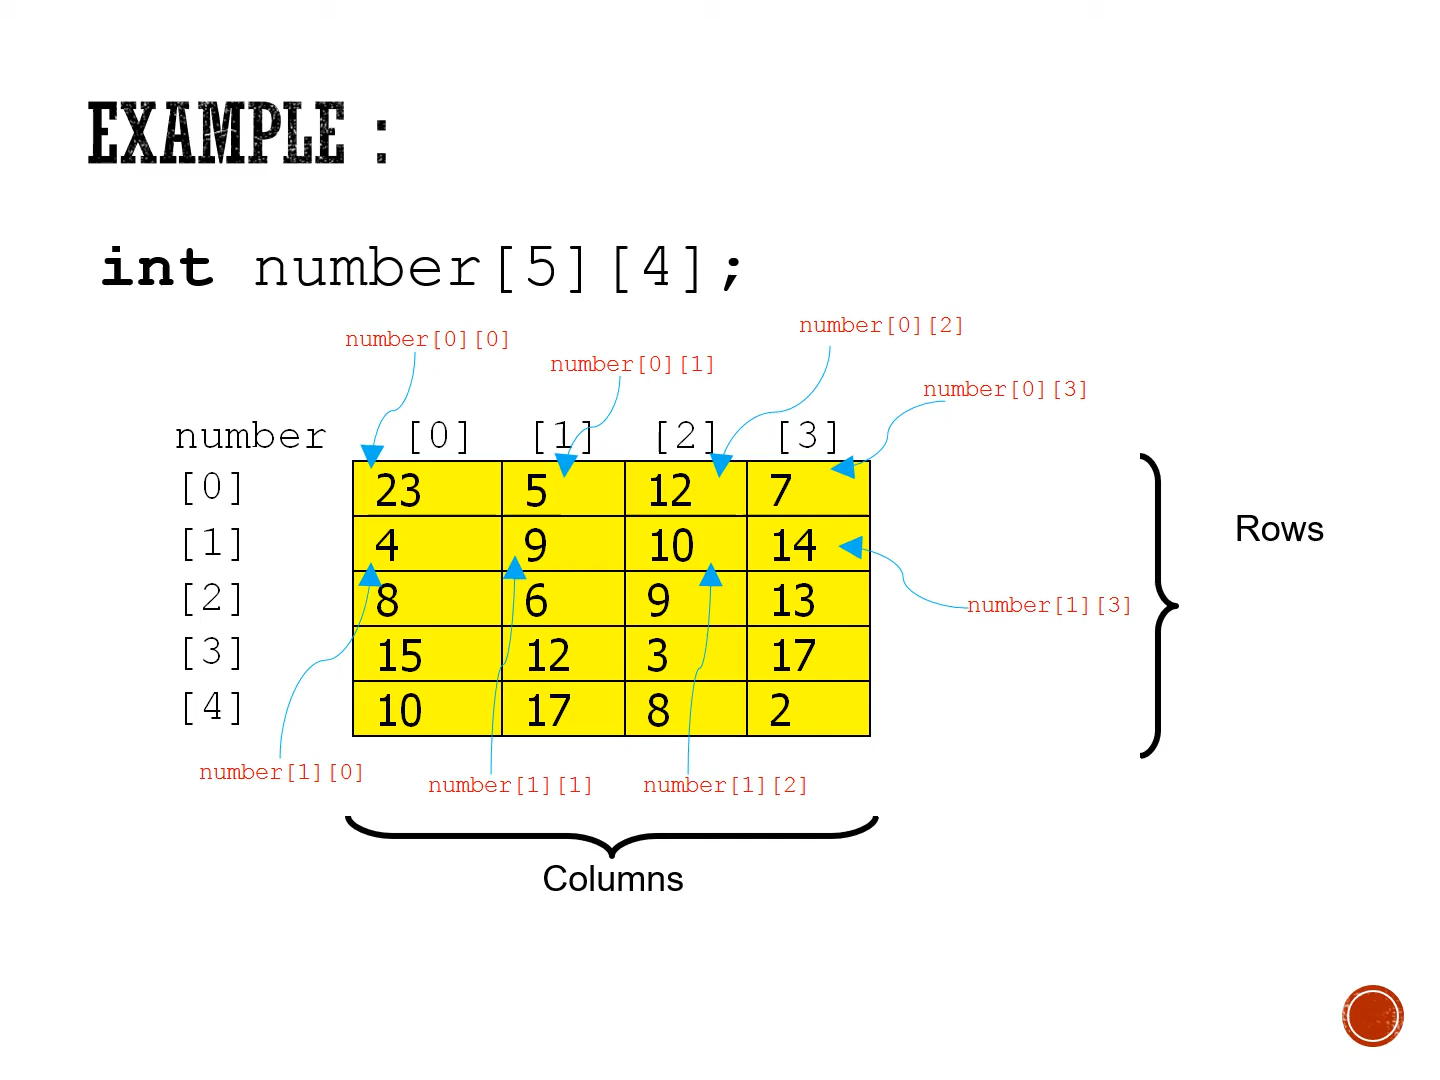 EXAMPLE :
int number[5][4];
number[0][0]
number[0][1]
number[0][2]
number[0][3]
number [0] [1] [2] [3]
[0] 23 5 12 7
[1] 4 9 10 14
[2] 8 6 9 13
[3] 15 12 3 17
[4] 10 17 8 2
Rows
number[1][3]
number[1][0]
number[1][1]
number[1][2]
Columns